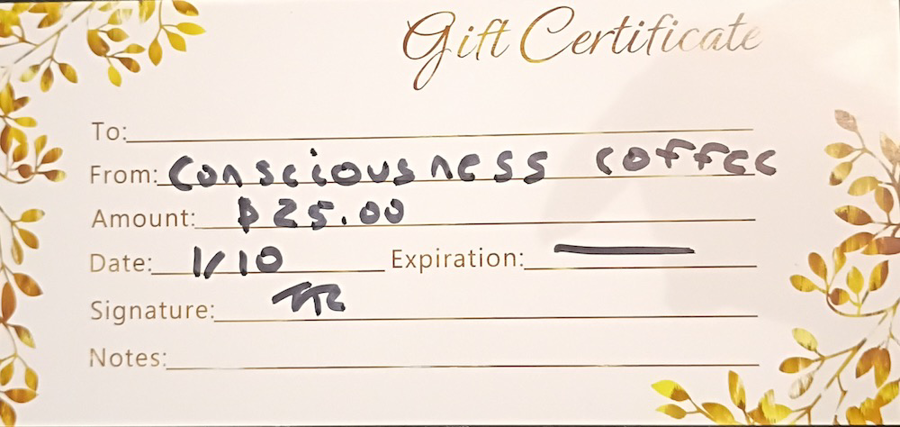 Gift Certificate
To:
From: Consciousness Coffee
Amount: $25.00
Date: 1/10 Expiration:
Signature:
Notes: